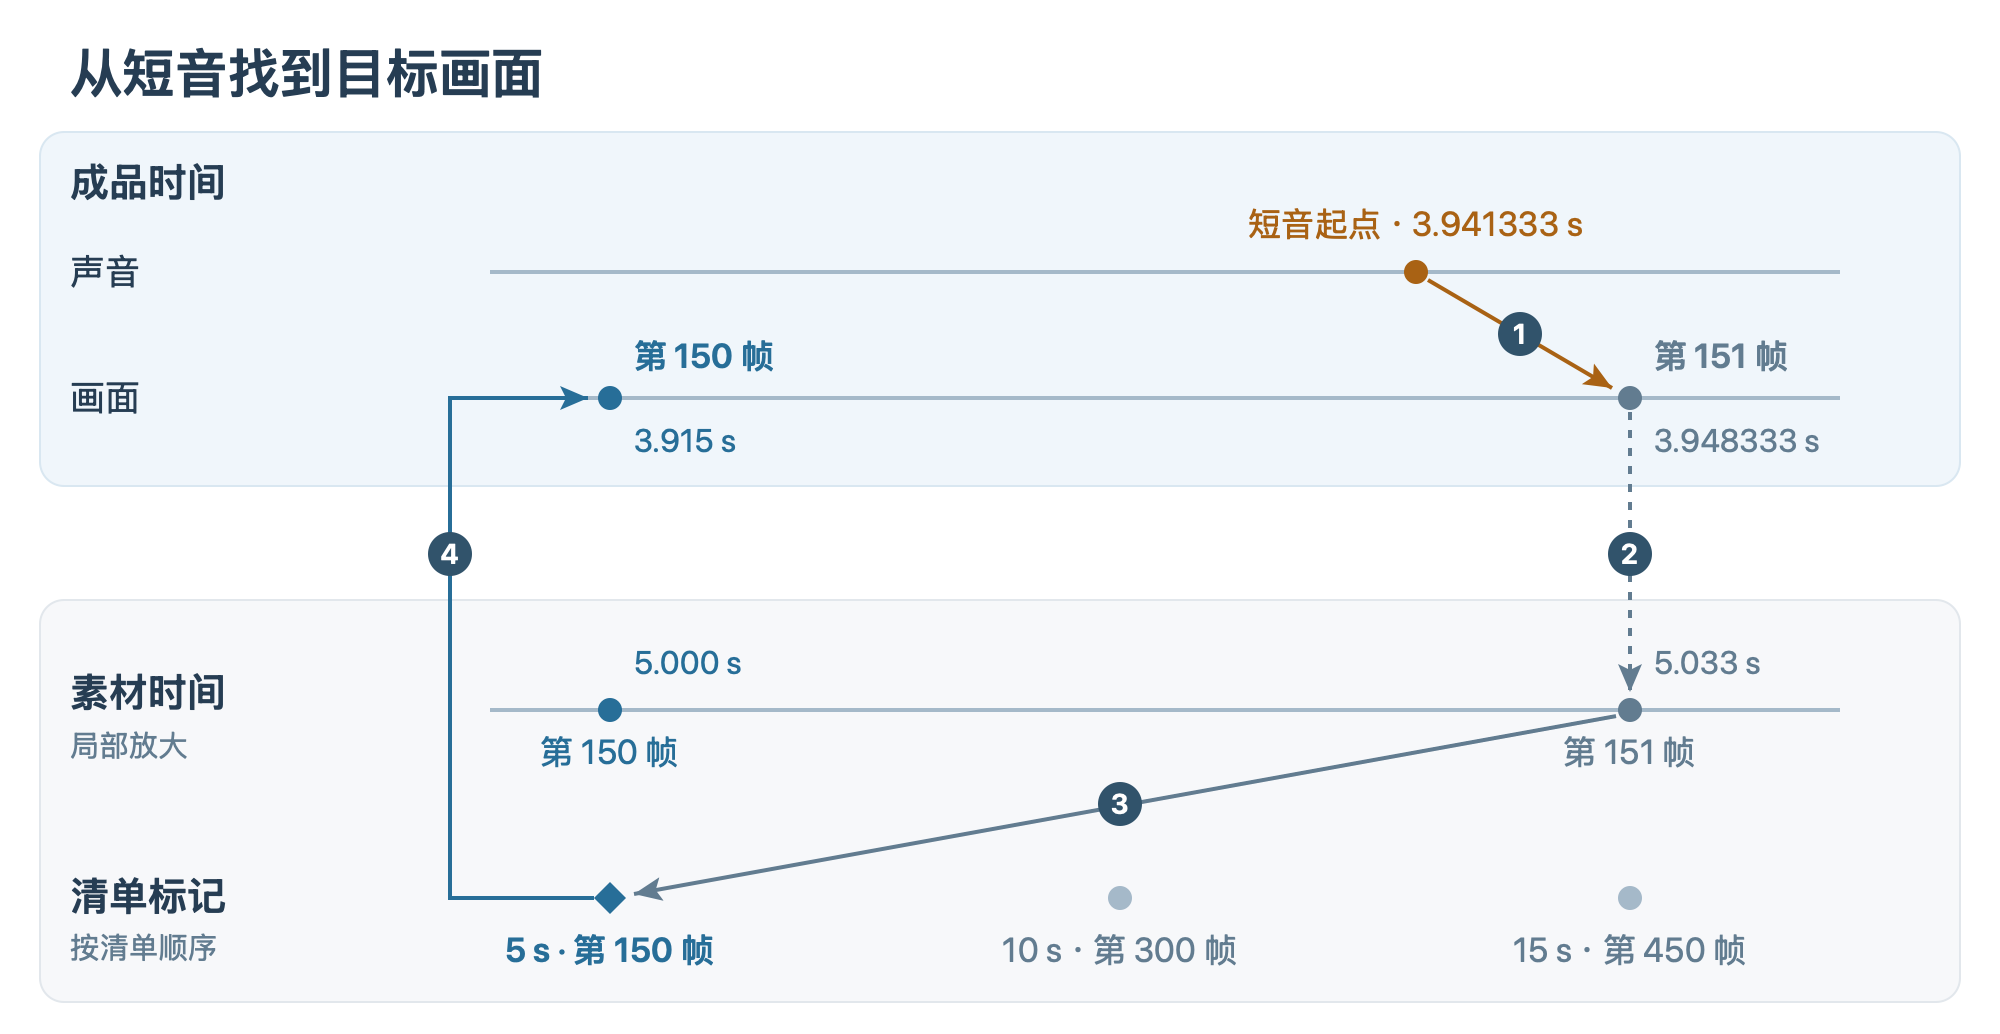 从短音找到目标画面
成品时间
短音起点 · 3.941333 s
声音
1
第 150 帧
第 151 帧
画面
3.915 s
3.948333 s
4
2
5.000 s
5.033 s
素材时间
局部放大
第 150 帧
第 151 帧
3
清单标记
按清单顺序
5 s · 第 150 帧
10 s · 第 300 帧
15 s · 第 450 帧